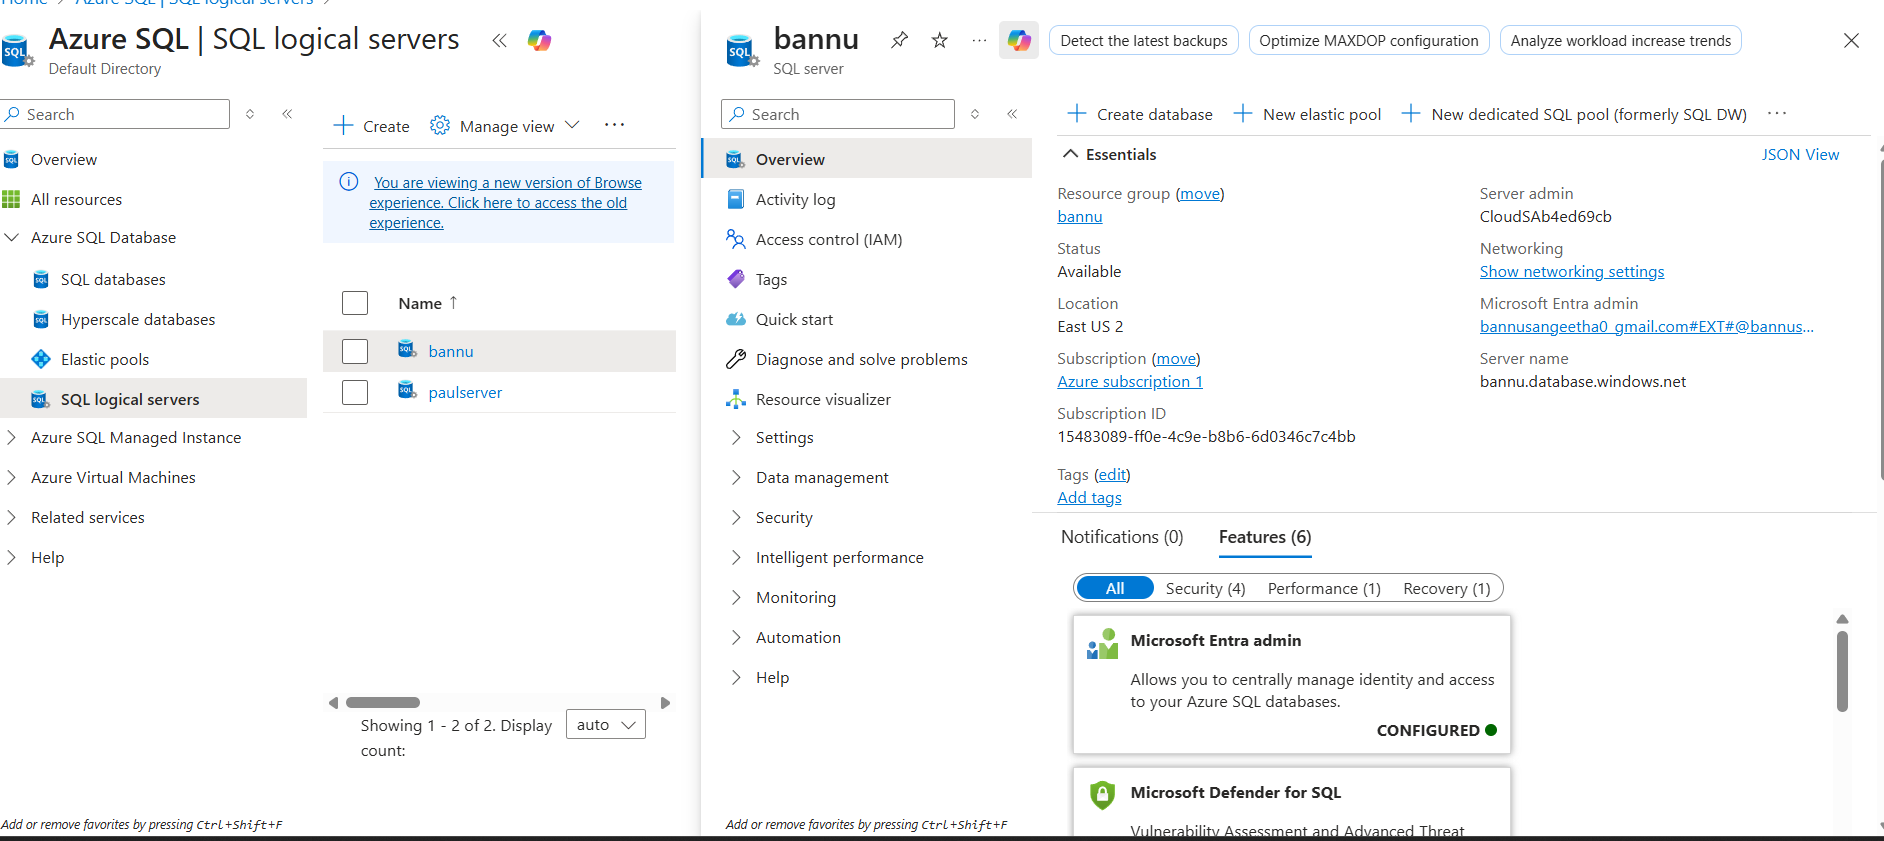 Home > Azure SQL | SQL logical servers >
Azure SQL | SQL logical servers
Default Directory
Search
Overview
All resources
Azure SQL Database
SQL databases
Hyperscale databases
Elastic pools
SQL logical servers
Azure SQL Managed Instance
Azure Virtual Machines
Related services
Help
Add or remove favorites by pressing Ctrl+Shift+F
Create
Manage view
You are viewing a new version of Browse
experience. Click here to access the old
experience.
Name ↑
bannu
paulserver
Showing 1 - 2 of 2. Display
count:
auto
bannu
SQL server
Detect the latest backups
Optimize MAXDOP configuration
Analyze workload increase trends
Search
Overview
Activity log
Access control (IAM)
Tags
Quick start
Diagnose and solve problems
Resource visualizer
Settings
Data management
Security
Intelligent performance
Monitoring
Automation
Help
Add or remove favorites by pressing Ctrl+Shift+F
Create database
New elastic pool
New dedicated SQL pool (formerly SQL DW)
Essentials
JSON View
Resource group (move)
bannu
Status
Available
Location
East US 2
Subscription (move)
Azure subscription 1
Subscription ID
15483089-ff0e-4c9e-b8b6-6d0346c7c4bb
Tags (edit)
Add tags
Server admin
CloudSAb4ed69cb
Networking
Show networking settings
Microsoft Entra admin
bannusangeetha0_gmail.com#EXT#@bannus...
Server name
bannu.database.windows.net
Notifications (0)
Features (6)
All
Security (4)
Performance (1)
Recovery (1)
Microsoft Entra admin
Allows you to centrally manage identity and access
to your Azure SQL databases.
CONFIGURED
Microsoft Defender for SQL
Vulnerability Assessment and Advanced Threat